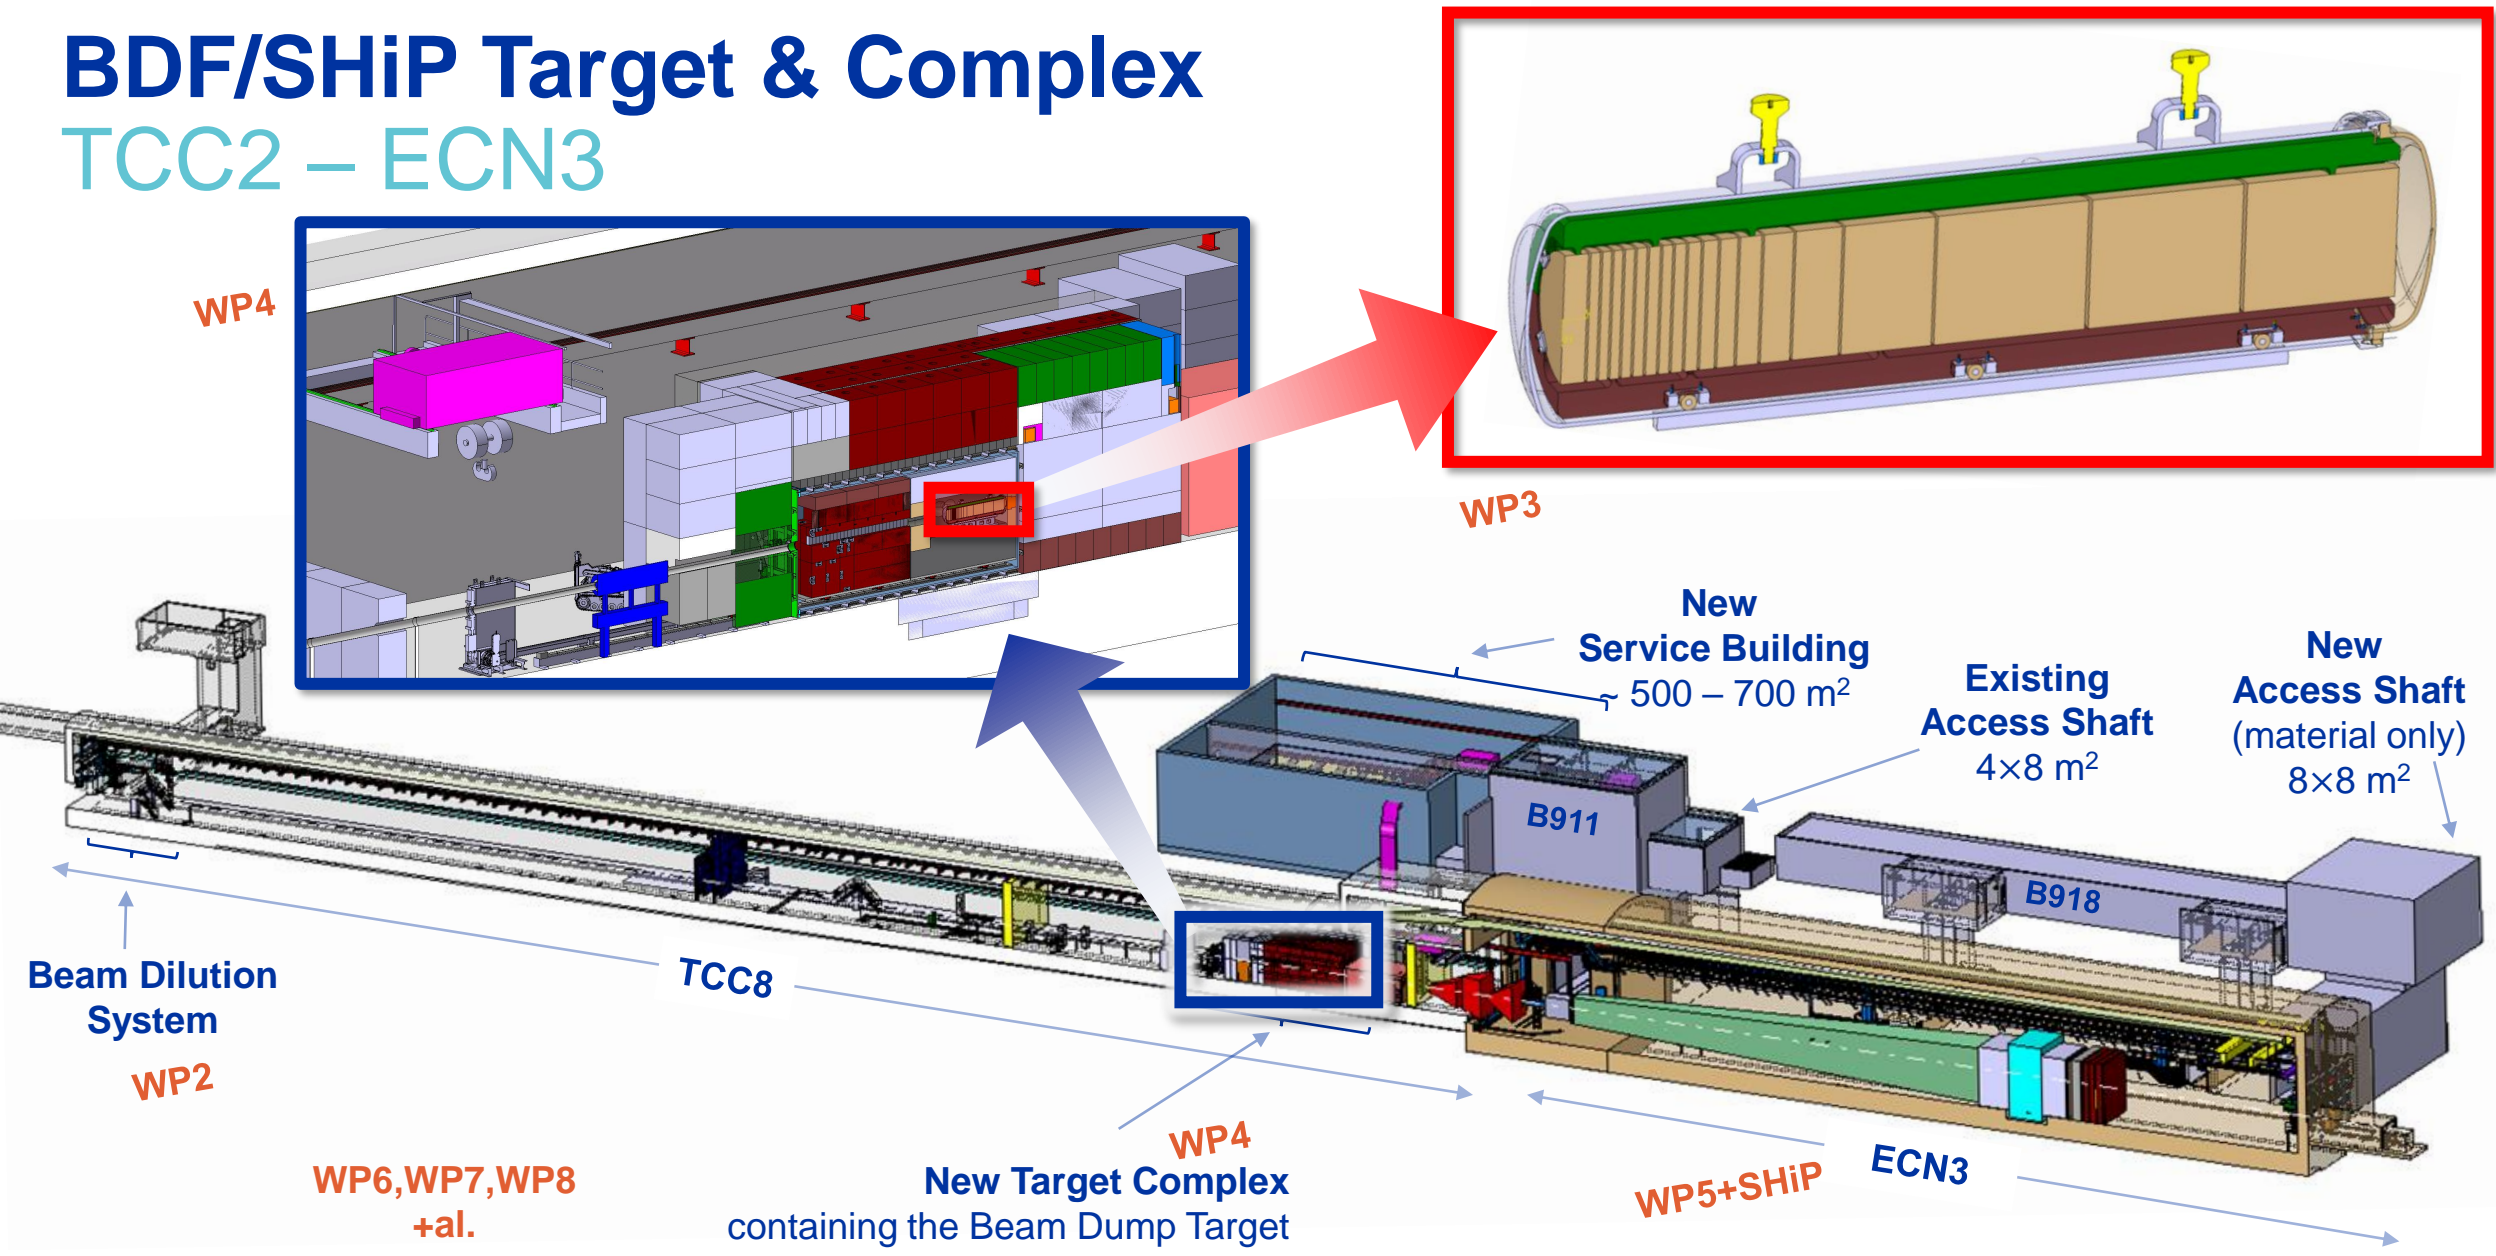 BDF/SHiP Target & Complex
TCC2 – ECN3
WP4
WP3
New
Service Building
~ 500 – 700 m²
Existing
Access Shaft
4×8 m²
New
Access Shaft
(material only)
8×8 m²
B911
B918
Beam Dilution
System
WP2
TCC8
WP4
New Target Complex
containing the Beam Dump Target
WP6,WP7,WP8
+al.
WP5+SHiP
ECN3